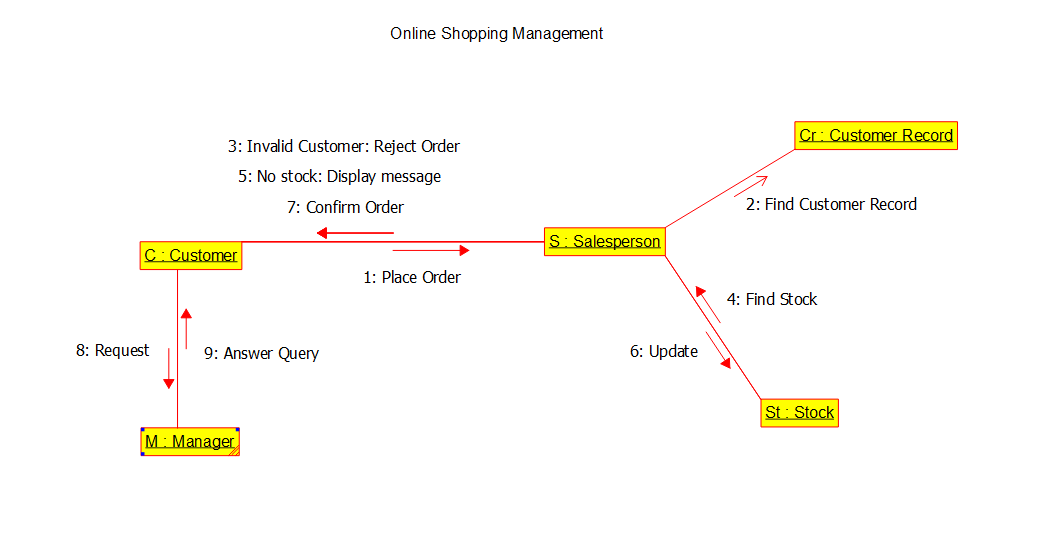 Online Shopping Management
Cr : Customer Record
3: Invalid Customer: Reject Order
5: No stock: Display message
7: Confirm Order
2: Find Customer Record
S : Salesperson
C : Customer
1: Place Order
4: Find Stock
8: Request
9: Answer Query
6: Update
St : Stock
M : Manager